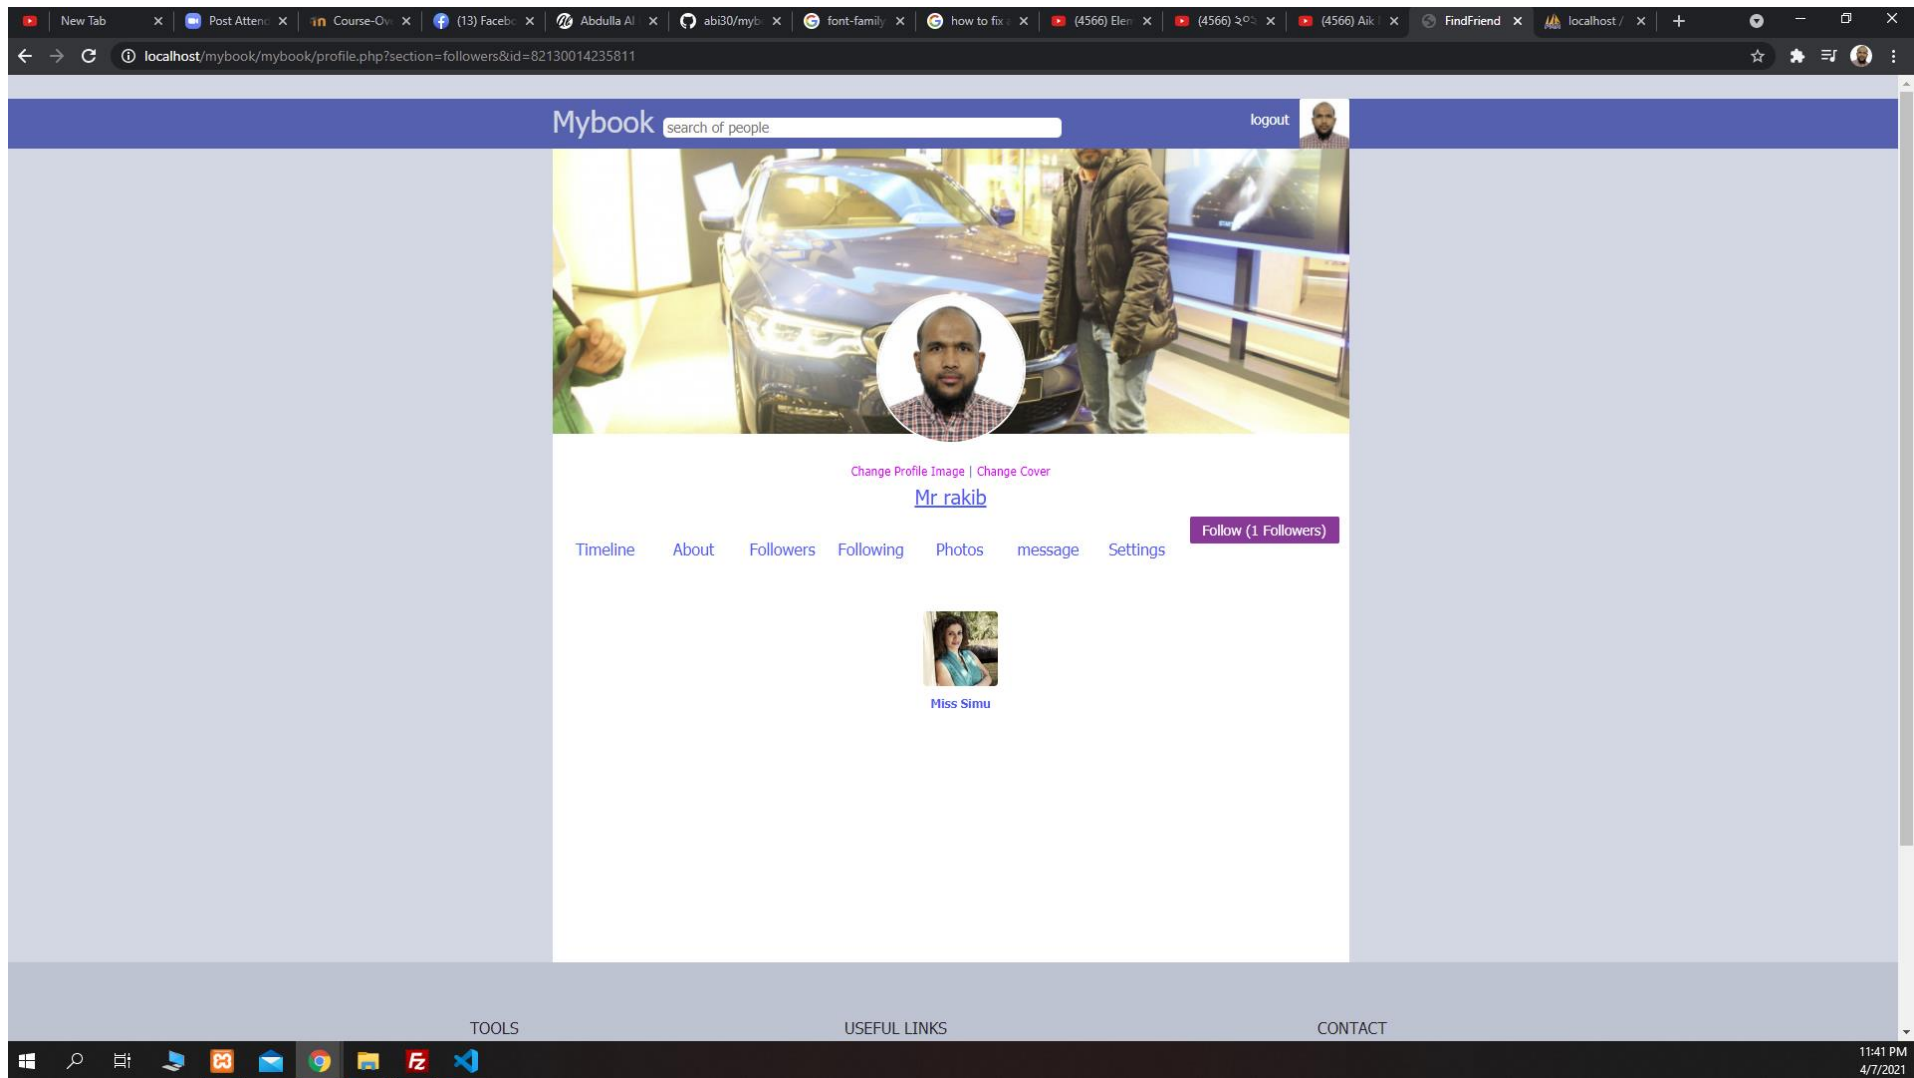 New Tab
Post Attend
Course-Ov
(13) Facebo
Abdulla Al
abi30/myb
font-family
how to fix
(4566) Elem
(4566) ২০
(4566) Aik
FindFriend
localhost /
localhost/mybook/mybook/profile.php?section=followers&id=82130014235811
Mybook
search of people
logout
Change Profile Image | Change Cover
Mr rakib
Follow (1 Followers)
Timeline About Followers Following Photos message Settings
Miss Simu
TOOLS USEFUL LINKS CONTACT
11:41 PM
4/7/2021